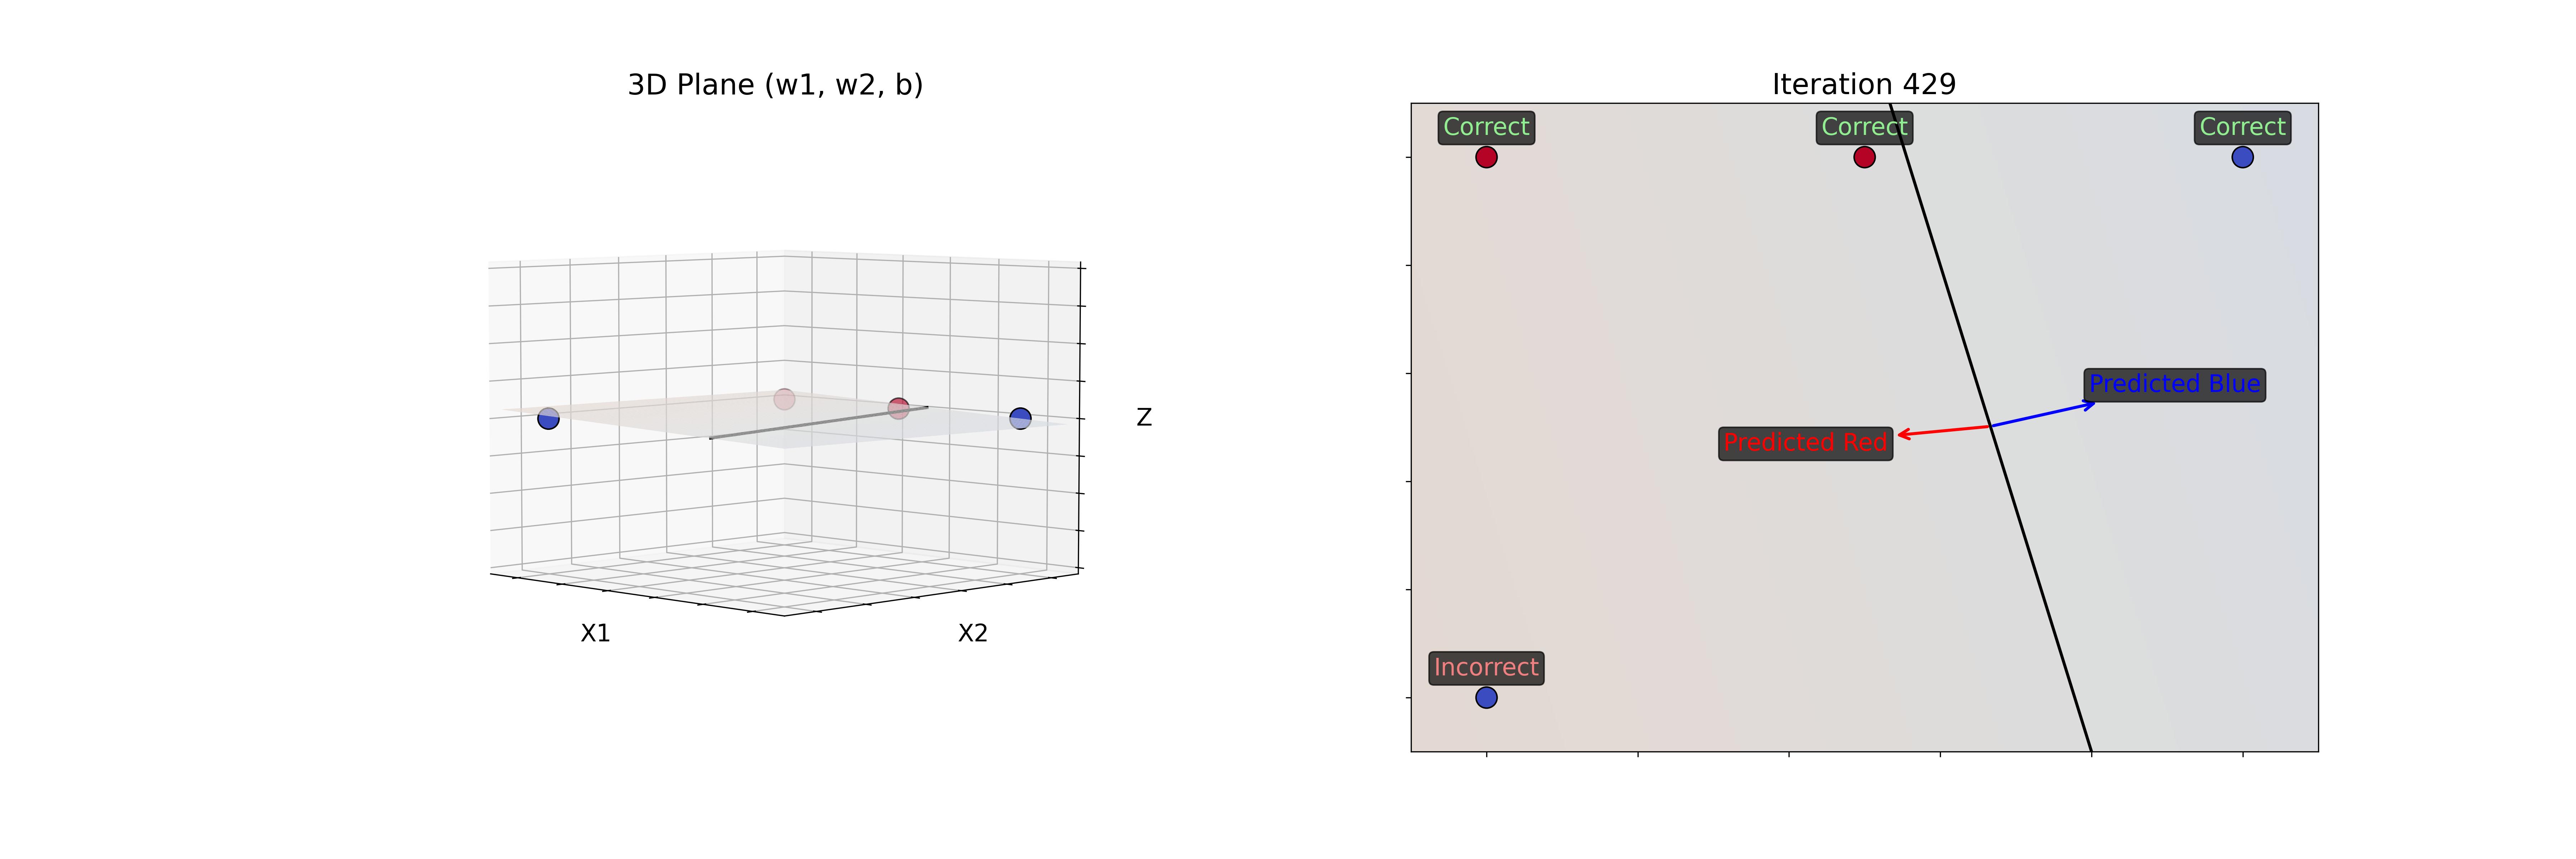 3D Plane (w1, w2, b)
Z
X1
X2
Iteration 429
Correct
Correct
Correct
Predicted Blue
Predicted Red
Incorrect